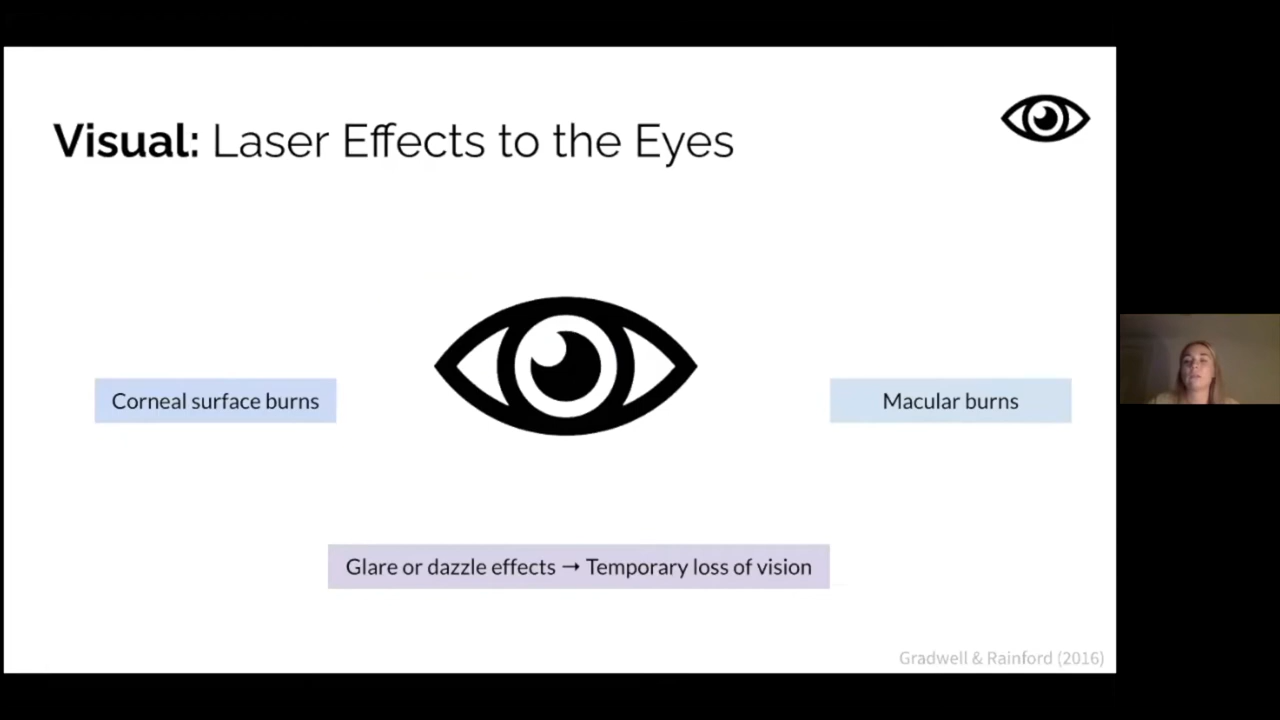 Visual: Laser Effects to the Eyes
Corneal surface burns
Macular burns
Glare or dazzle effects → Temporary loss of vision
Gradwell & Rainford (2016)